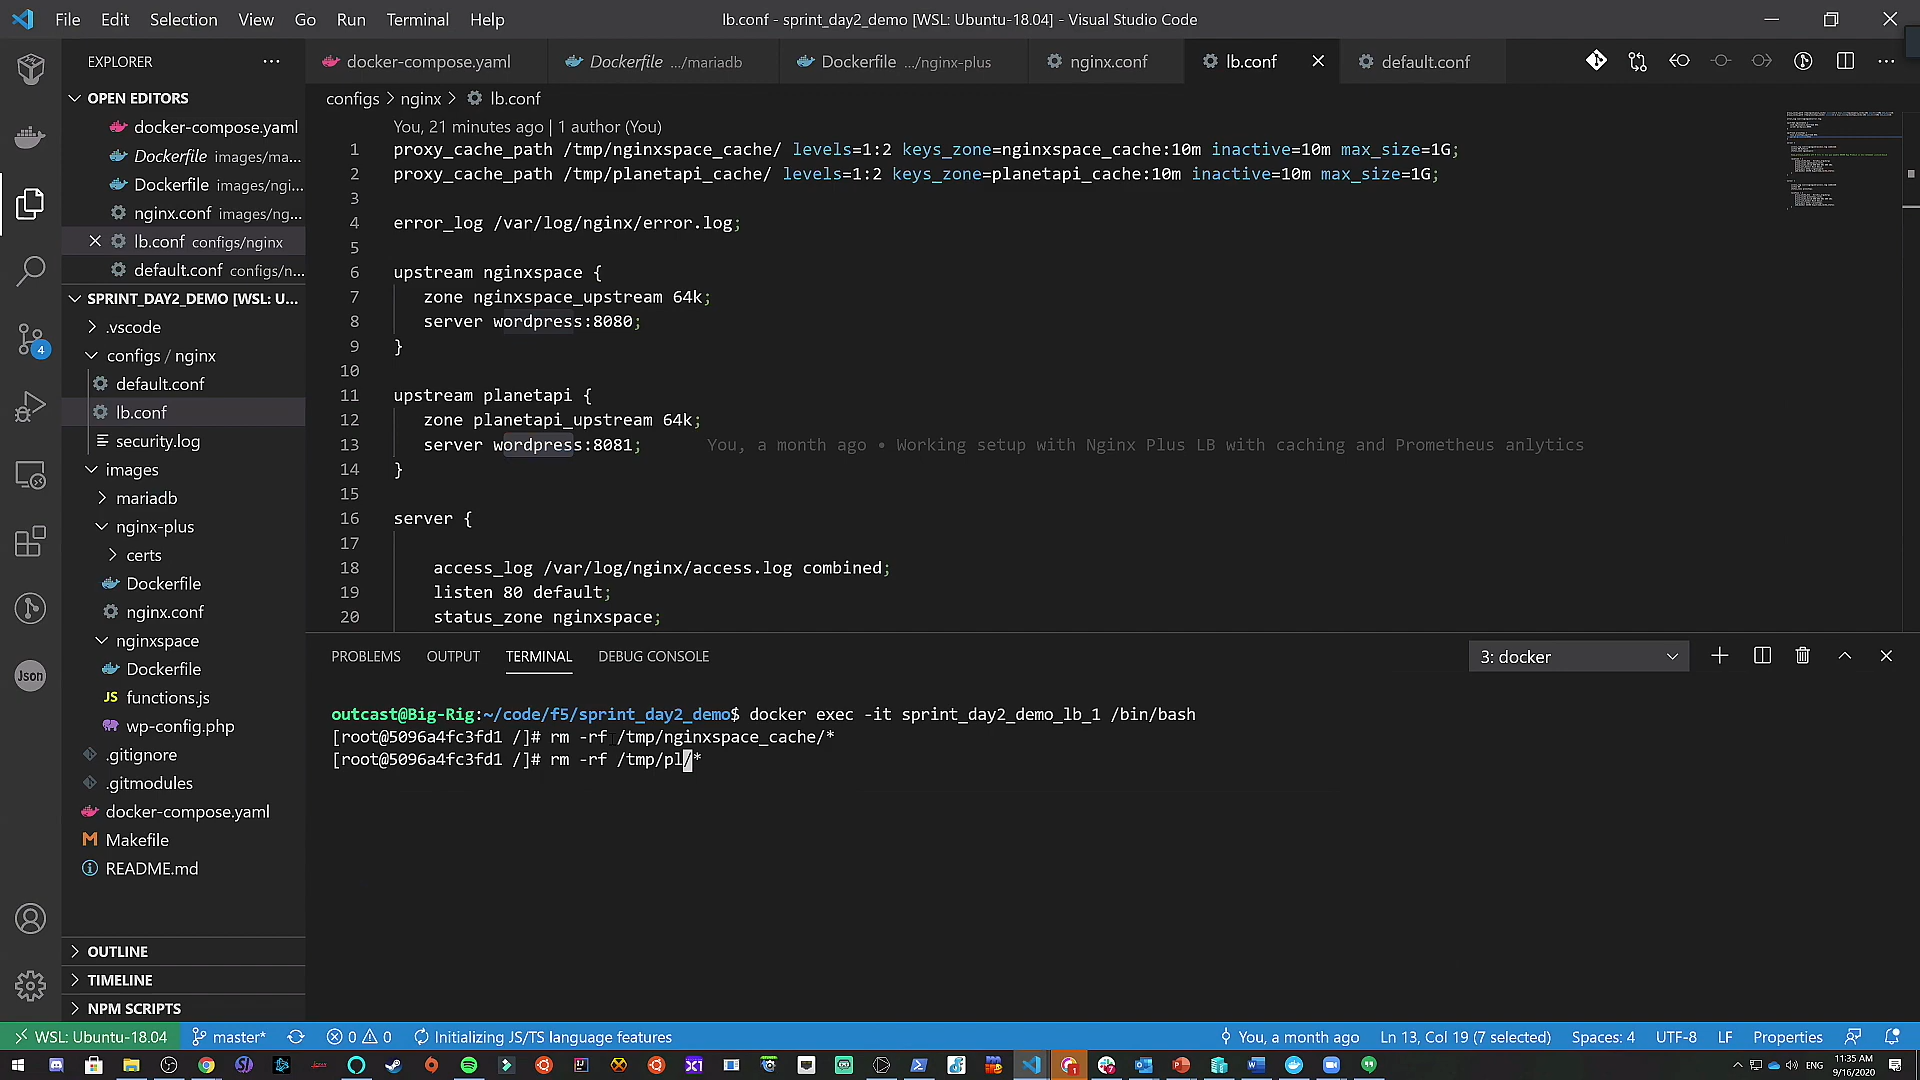 File Edit Selection View Go Run Terminal Help
lb.conf - sprint_day2_demo [WSL: Ubuntu-18.04] - Visual Studio Code
EXPLORER
docker-compose.yaml
Dockerfile .../mariadb
Dockerfile .../nginx-plus
nginx.conf
lb.conf
default.conf
OPEN EDITORS
docker-compose.yaml
Dockerfile images/ma...
Dockerfile images/ngi...
nginx.conf images/ng...
lb.conf configs/nginx
default.conf configs/n...
SPRINT_DAY2_DEMO [WSL: U...
.vscode
configs / nginx
default.conf
lb.conf
security.log
images
mariadb
nginx-plus
certs
Dockerfile
nginx.conf
nginxspace
Dockerfile
JS functions.js
wp-config.php
.gitignore
.gitmodules
docker-compose.yaml
Makefile
README.md
OUTLINE
TIMELINE
NPM SCRIPTS
4
Json
configs > nginx > lb.conf
You, 21 minutes ago | 1 author (You)
1 proxy_cache_path /tmp/nginxspace_cache/ levels=1:2 keys_zone=nginxspace_cache:10m inactive=10m max_size=1G;
2 proxy_cache_path /tmp/planetapi_cache/ levels=1:2 keys_zone=planetapi_cache:10m inactive=10m max_size=1G;
3
4 error_log /var/log/nginx/error.log;
5
6 upstream nginxspace {
7 zone nginxspace_upstream 64k;
8 server wordpress:8080;
9 }
10
11 upstream planetapi {
12 zone planetapi_upstream 64k;
13 server wordpress:8081; You, a month ago • Working setup with Nginx Plus LB with caching and Prometheus anlytics
14 }
15
16 server {
17
18 access_log /var/log/nginx/access.log combined;
19 listen 80 default;
20 status_zone nginxspace;
PROBLEMS OUTPUT TERMINAL DEBUG CONSOLE
3: docker
outcast@Big-Rig:~/code/f5/sprint_day2_demo$ docker exec -it sprint_day2_demo_lb_1 /bin/bash
[root@5096a4fc3fd1 /]# rm -rf /tmp/nginxspace_cache/*
[root@5096a4fc3fd1 /]# rm -rf /tmp/pl/*
WSL: Ubuntu-18.04 master* 0 0 Initializing JS/TS language features
You, a month ago Ln 13, Col 19 (7 selected) Spaces: 4 UTF-8 LF Properties
ENG
11:35 AM
9/16/2020